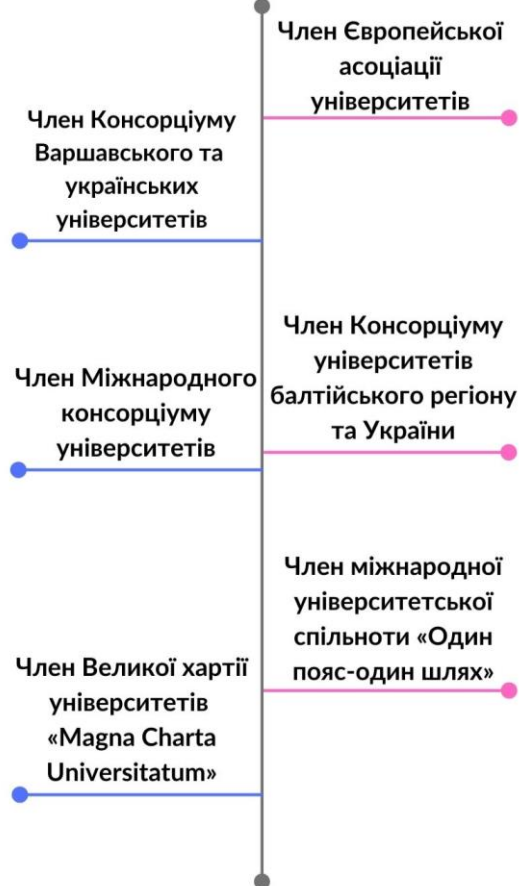 Член Європейської
асоціації
університетів
Член Консорціуму
Варшавського та
українських
університетів
Член Консорціуму
університетів
балтійського регіону
та України
Член Міжнародного
консорціуму
університетів
Член міжнародної
університетської
спільноти «Один
пояс-один шлях»
Член Великої хартії
університетів
«Magna Charta
Universitatum»